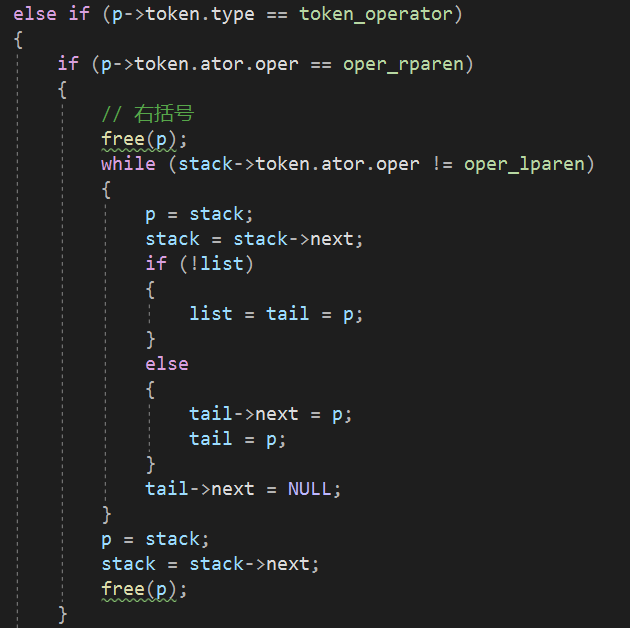 else if (p->token.type == token_operator)
{
    if (p->token.ator.oper == oper_rparen)
    {
        // 右括号
        free(p);
        while (stack->token.ator.oper != oper_lparen)
        {
            p = stack;
            stack = stack->next;
            if (!list)
            {
                list = tail = p;
            }
            else
            {
                tail->next = p;
                tail = p;
            }
            tail->next = NULL;
        }
        p = stack;
        stack = stack->next;
        free(p);
    }